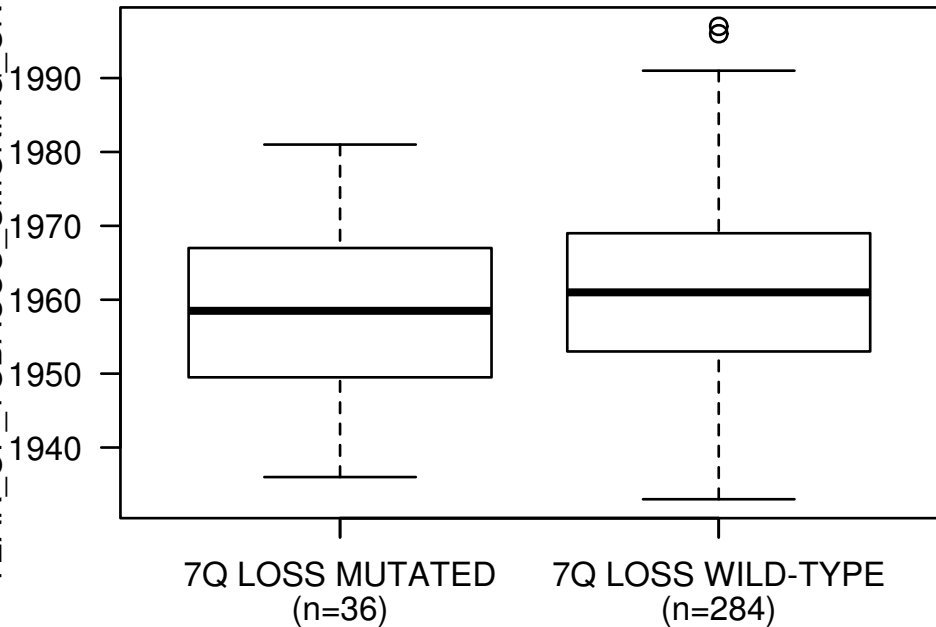 1990
1980
1970
1960
1950
1940
7Q LOSS MUTATED
(n=36)
7Q LOSS WILD-TYPE
(n=284)